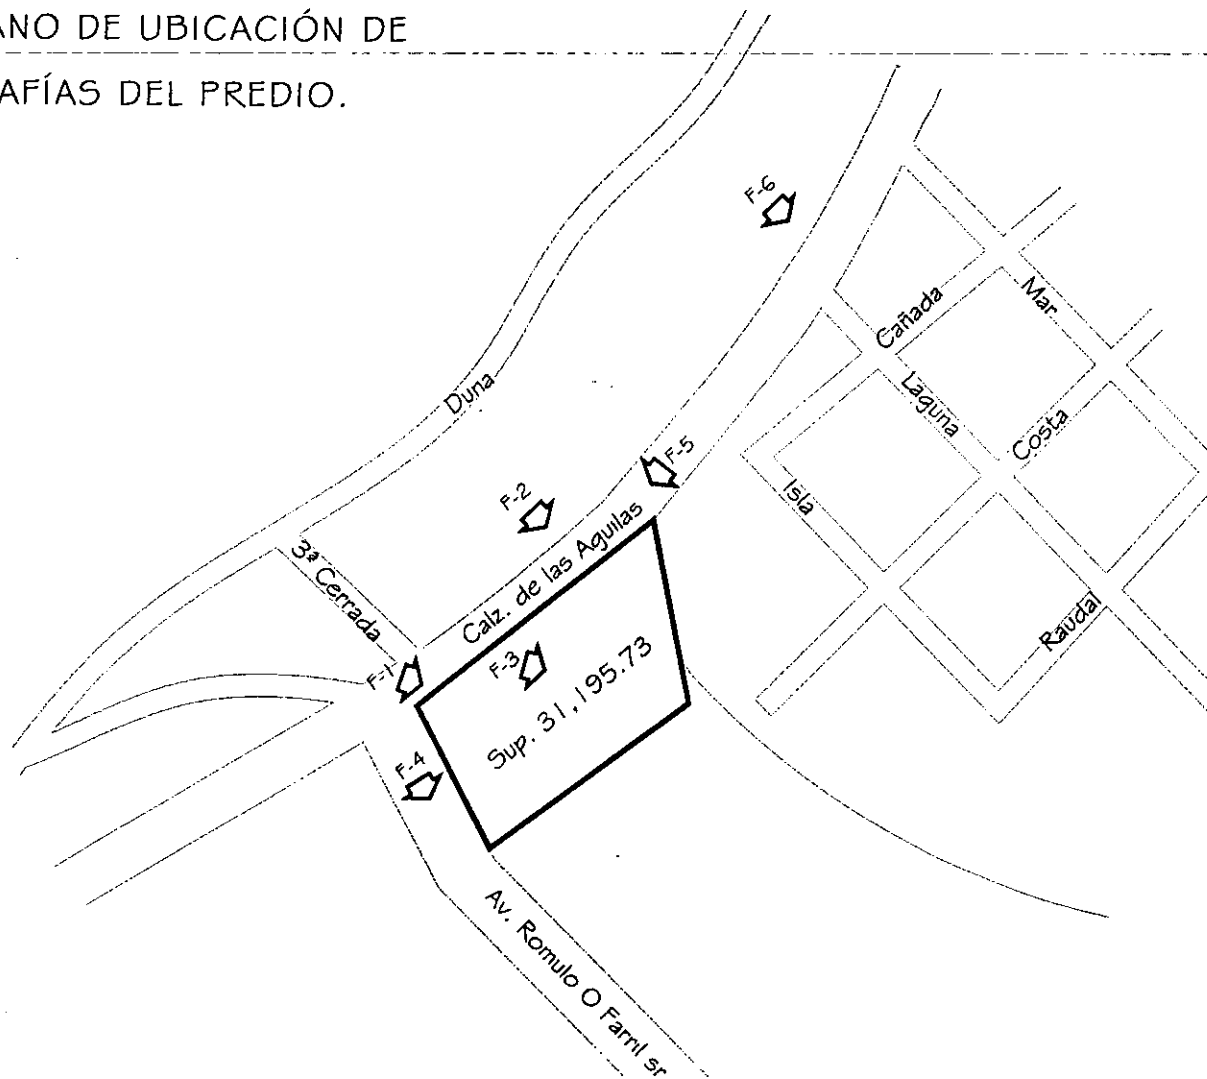 ANO DE UBICACIÓN DE
AFÍAS DEL PREDIO.
F-6
Mar
Cañada
Laguna
Costa
Duna
F-5
F-2
Isla
Calz. de las Aguilas
3ª Cerrada
Raudal
F-3
F-1
Sup. 31,195.73
F-4
Av. Romulo O Farril sr